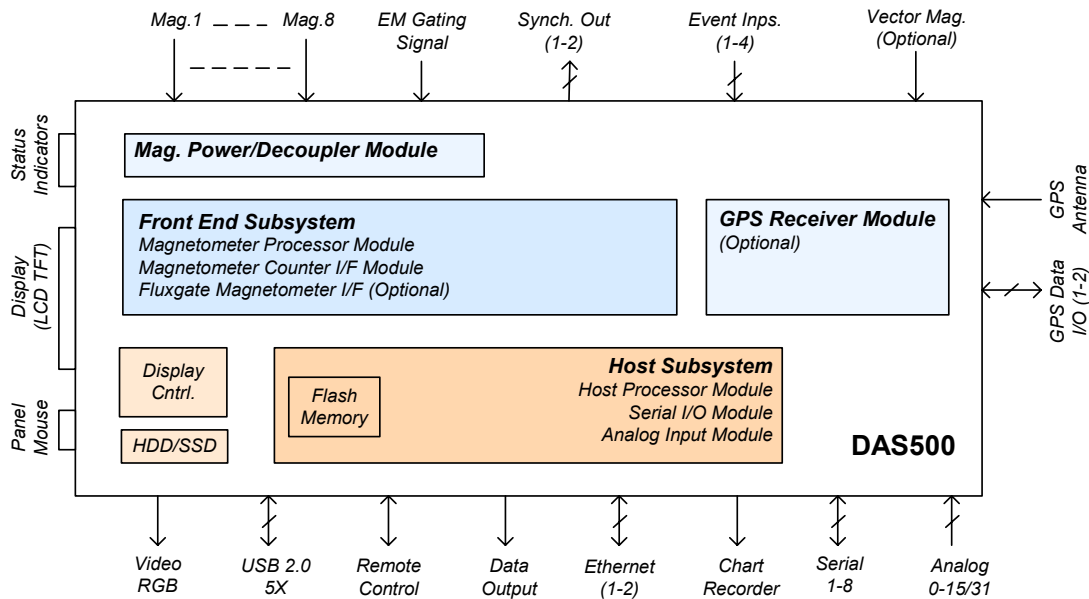 Mag.1
Mag.8
EM Gating
Signal
Synch. Out
(1-2)
Event Inps.
(1-4)
Vector Mag.
(Optional)
Status
Indicators
Mag. Power/Decoupler Module
Front End Subsystem
Magnetometer Processor Module
Magnetometer Counter I/F Module
Fluxgate Magnetometer I/F (Optional)
GPS Receiver Module
(Optional)
GPS
Antenna
Display
(LCD TFT)
GPS Data
I/O (1-2)
Display
Cntrl.
HDD/SSD
Flash
Memory
Host Subsystem
Host Processor Module
Serial I/O Module
Analog Input Module
Panel
Mouse
DAS500
Video
RGB
USB 2.0
5X
Remote
Control
Data
Output
Ethernet
(1-2)
Chart
Recorder
Serial
1-8
Analog
0-15/31